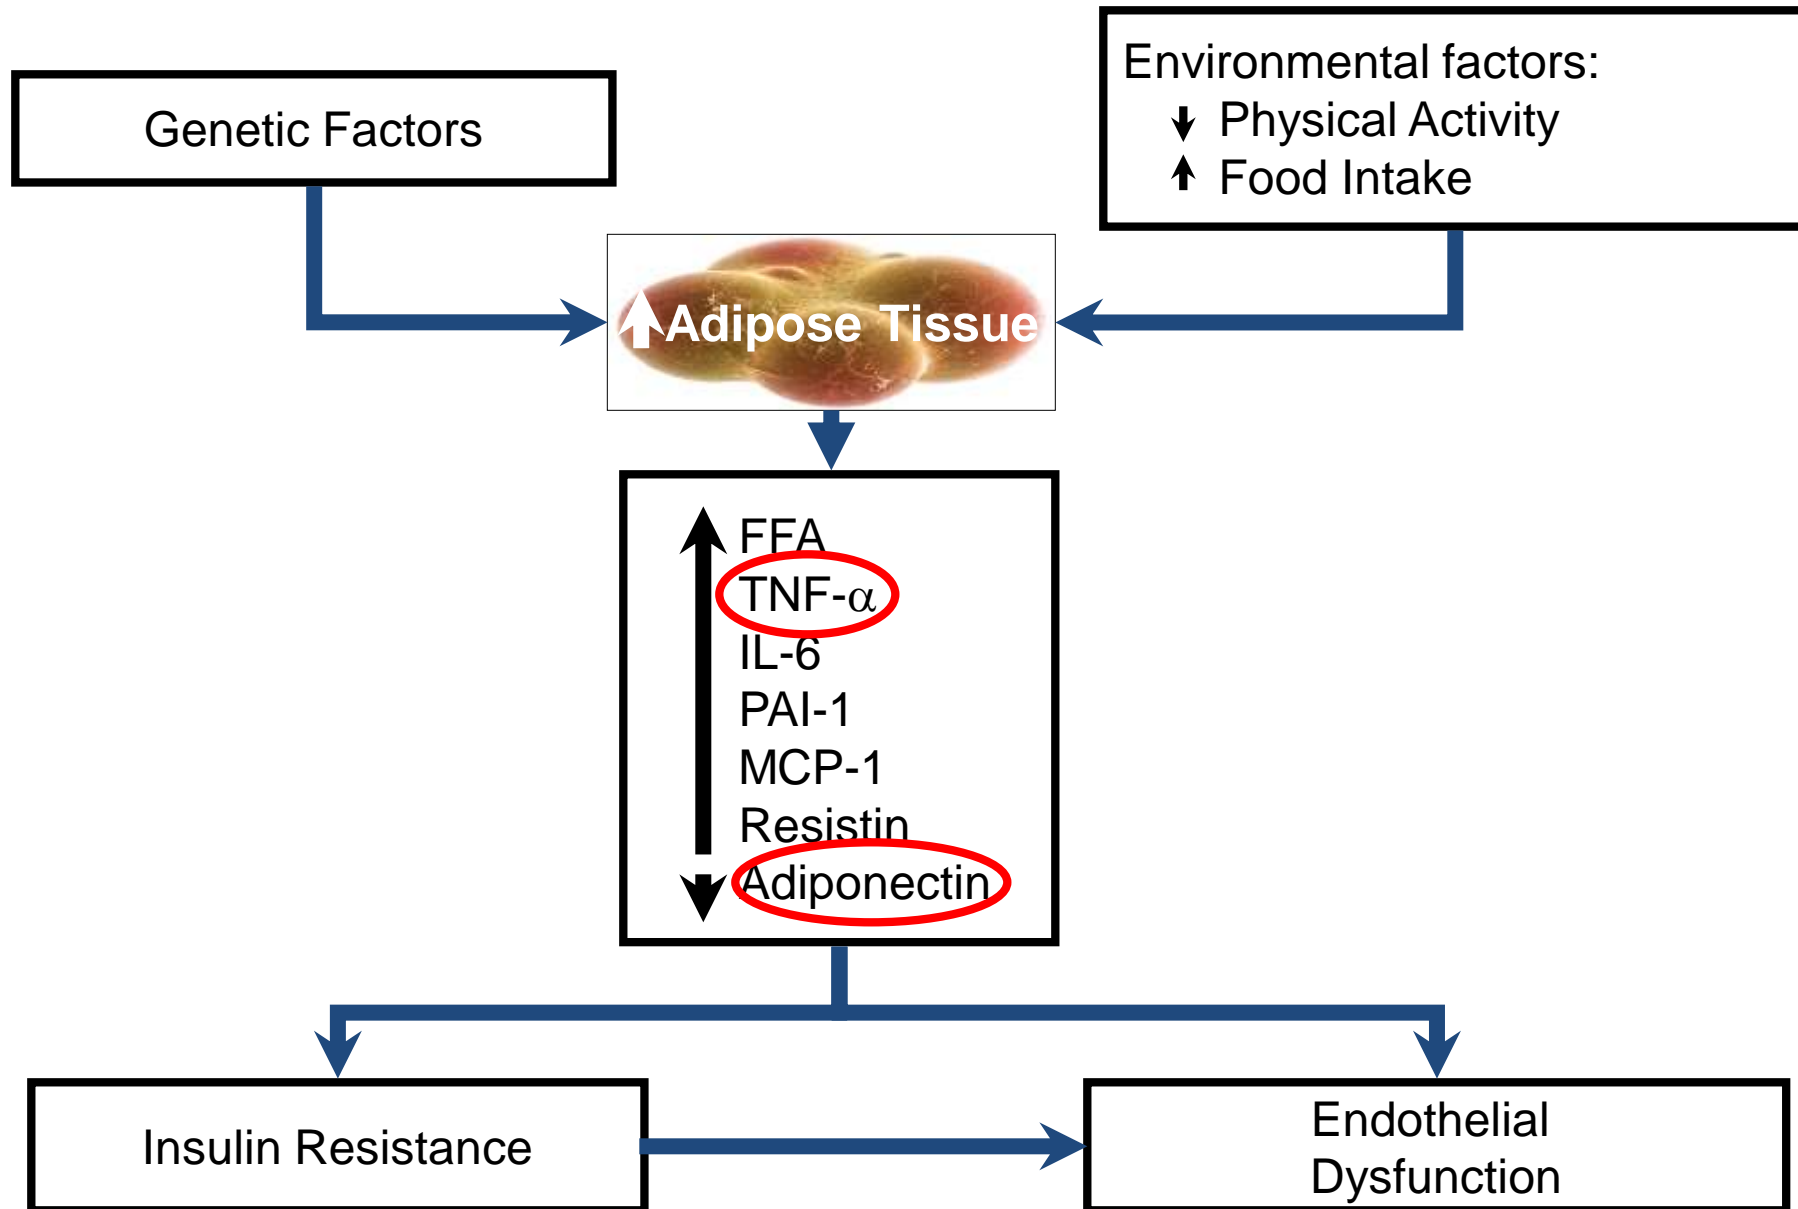 Genetic Factors
Environmental factors:
Physical Activity
Food Intake
Adipose Tissue
FFA
TNF-α
IL-6
PAI-1
MCP-1
Resistin
Adiponectin
Insulin Resistance
Endothelial
Dysfunction